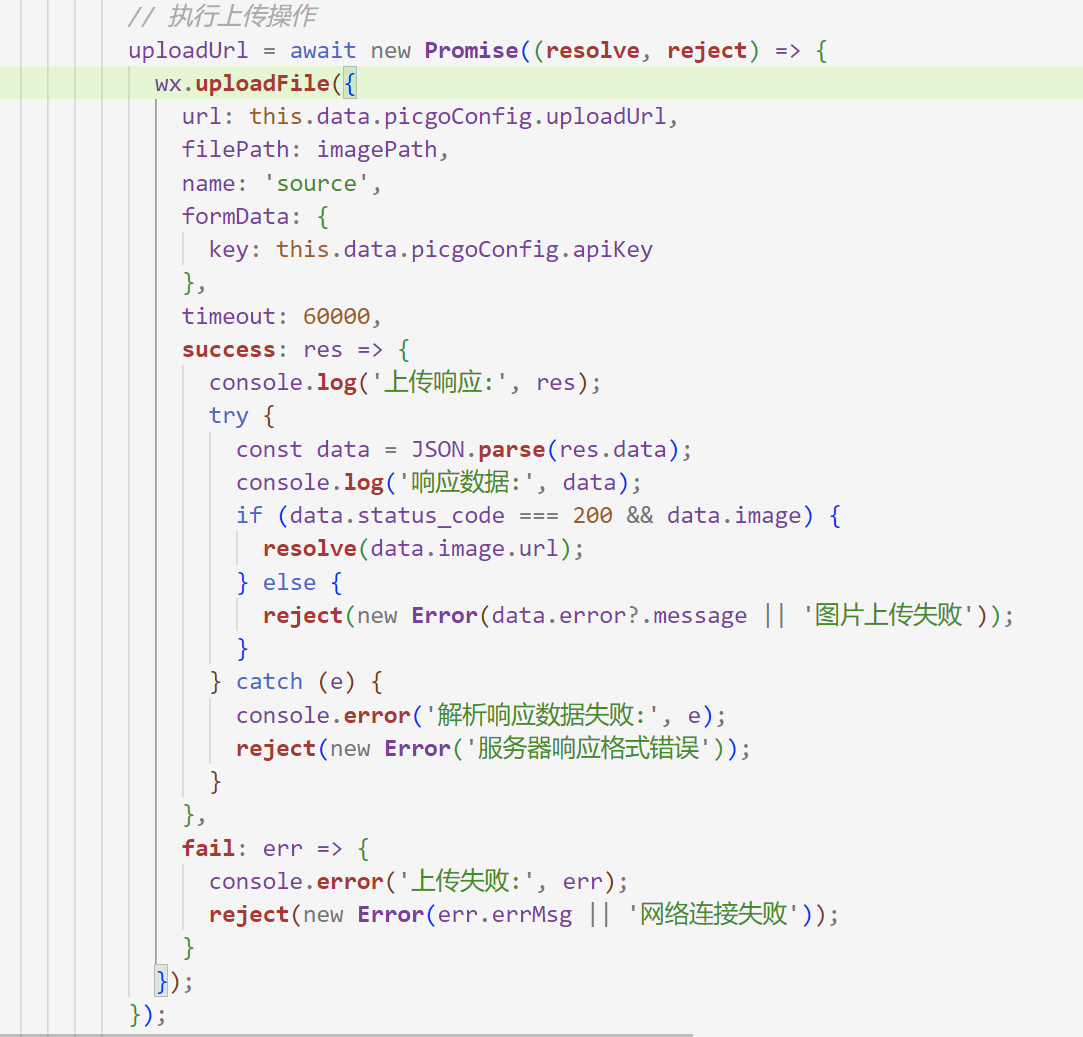 // 执行上传操作
uploadUrl = await new Promise((resolve, reject) => {
wx.uploadFile({
url: this.data.picgoConfig.uploadUrl,
filePath: imagePath,
name: 'source',
formData: {
key: this.data.picgoConfig.apiKey
},
timeout: 60000,
success: res => {
console.log('上传响应:', res);
try {
const data = JSON.parse(res.data);
console.log('响应数据:', data);
if (data.status_code === 200 && data.image) {
resolve(data.image.url);
} else {
reject(new Error(data.error?.message || '图片上传失败'));
}
} catch (e) {
console.error('解析响应数据失败:', e);
reject(new Error('服务器响应格式错误'));
}
},
fail: err => {
console.error('上传失败:', err);
reject(new Error(err.errMsg || '网络连接失败'));
}
});
});